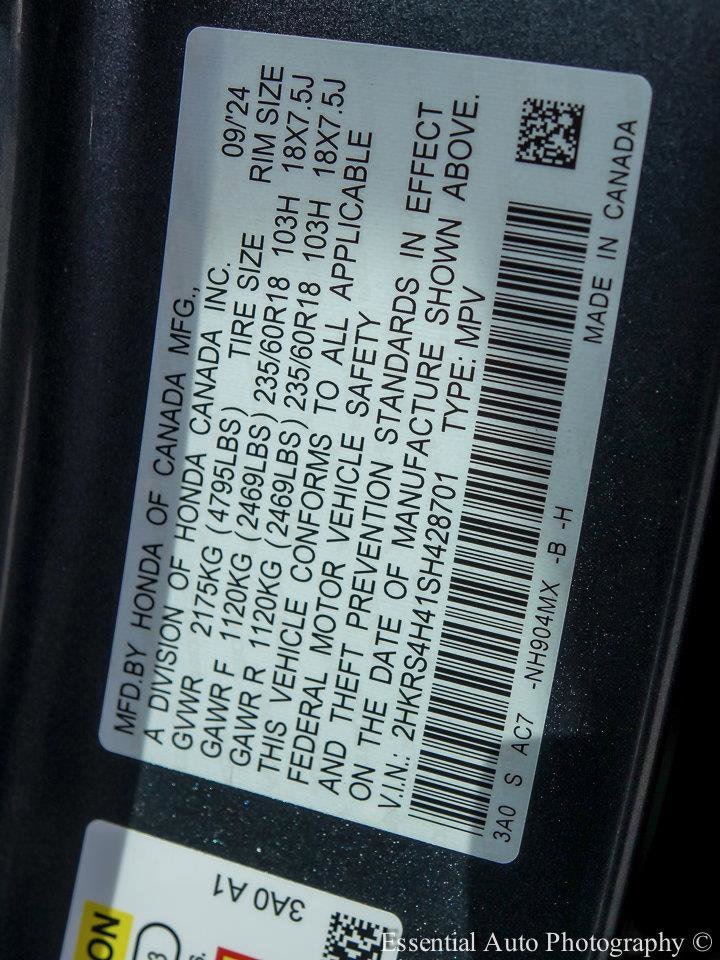 MFD.BY HONDA OF CANADA MFG.,
A DIVISION OF HONDA CANADA INC. 09/'24
GVWR 2175KG (4795LBS) TIRE SIZE RIM SIZE
GAWR F 1120KG (2469LBS) 235/60R18 103H 18X7.5J
GAWR R 1120KG (2469LBS) 235/60R18 103H 18X7.5J
THIS VEHICLE CONFORMS TO ALL APPLICABLE
FEDERAL MOTOR VEHICLE SAFETY
AND THEFT PREVENTION STANDARDS IN EFFECT
ON THE DATE OF MANUFACTURE SHOWN ABOVE.
V.I.N.: 2HKRS4H41SH428701 TYPE: MPV
3A0 S AC7 -NH904MX -B -H MADE IN CANADA
3A0 A1
ON
3
s.
Essential Auto Photography ©